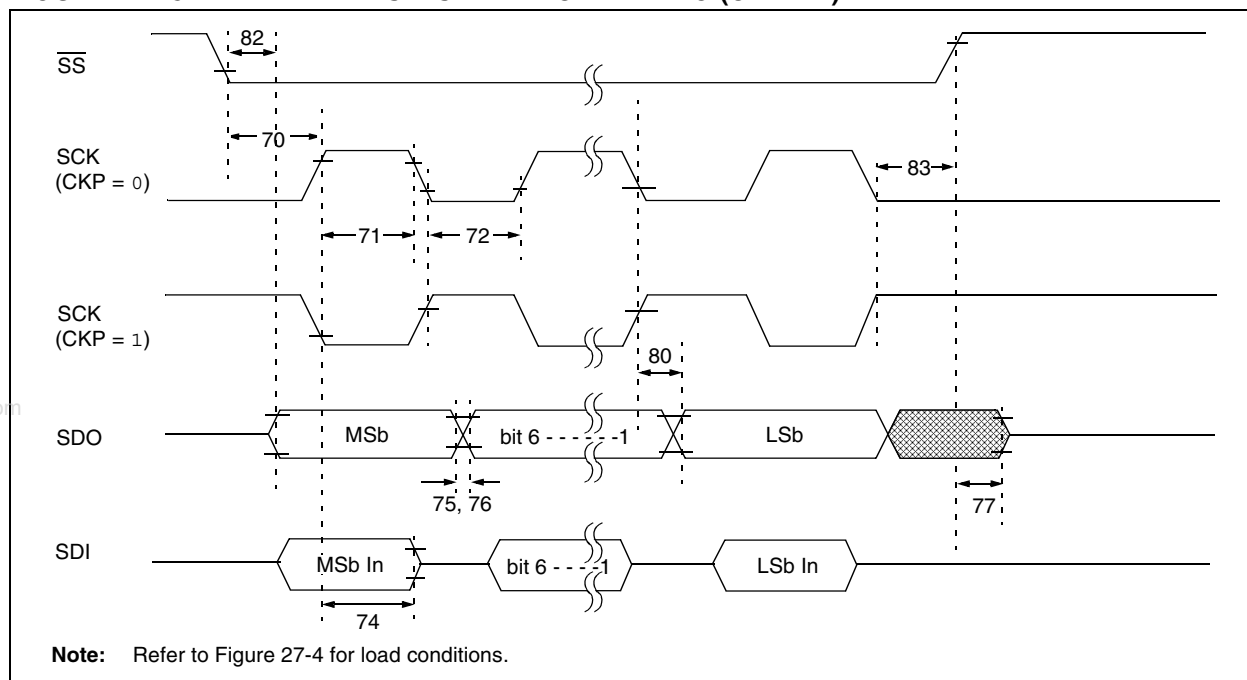 82
SS
70
SCK
(CKP = 0)
83
71
72
SCK
(CKP = 1)
80
om
SDO
MSb
bit 6 - - - - - -1
LSb
75, 76
77
SDI
MSb In
bit 6 - - - -1
LSb In
74
Note: Refer to Figure 27-4 for load conditions.